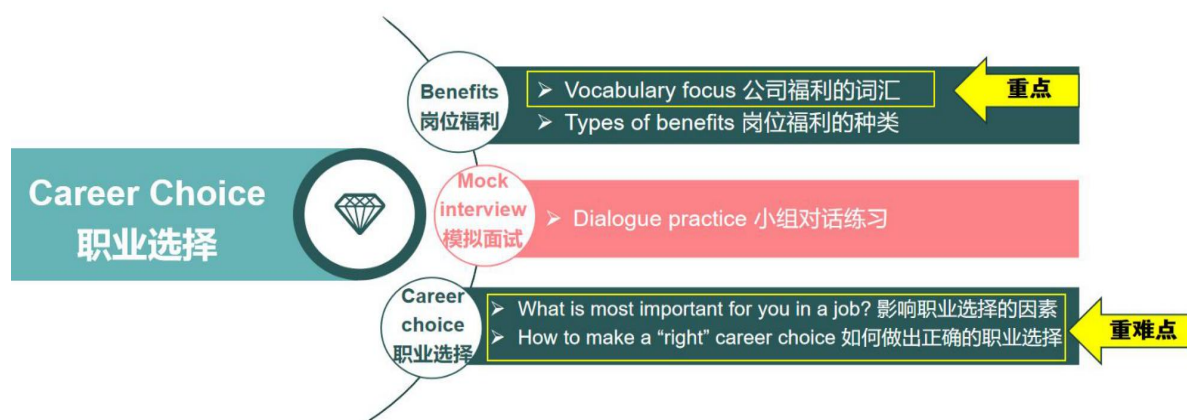 Career Choice
职业选择
Benefits
岗位福利
➢ Vocabulary focus 公司福利的词汇
➢ Types of benefits 岗位福利的种类
重点
Mock
interview
模拟面试
➢ Dialogue practice 小组对话练习
Career
choice
职业选择
➢ What is most important for you in a job? 影响职业选择的因素
➢ How to make a “right” career choice 如何做出正确的职业选择
重难点